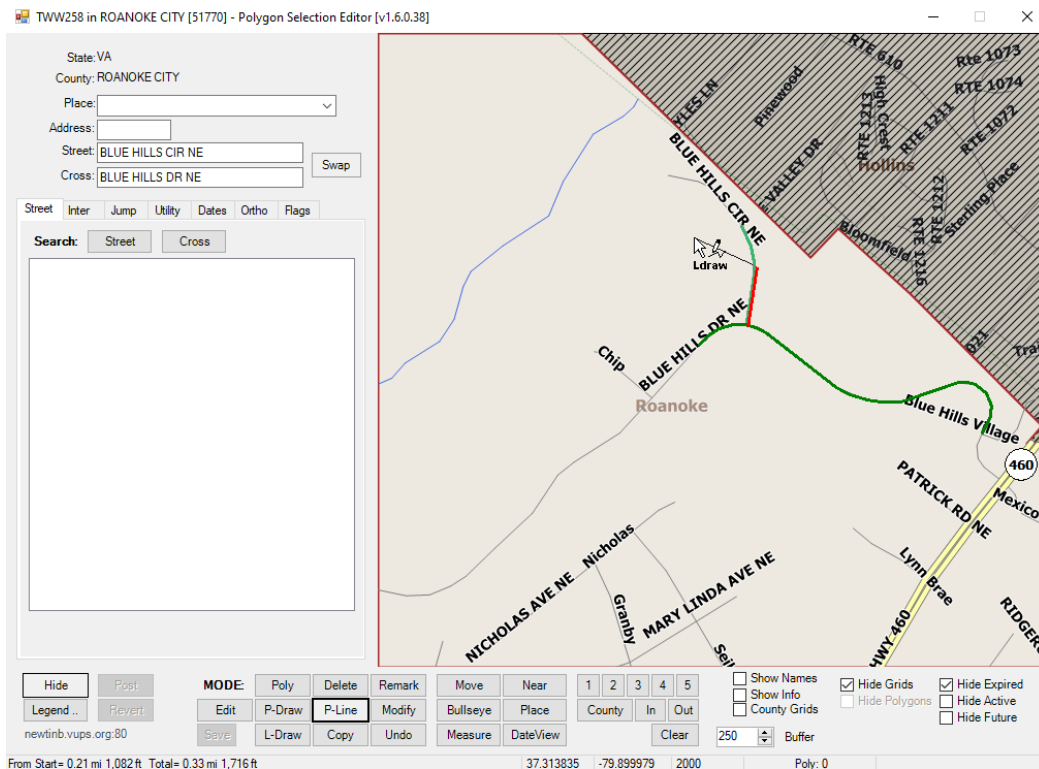 TWW258 in ROANOKE CITY [51770] - Polygon Selection Editor [v1.6.0.38]
State: VA
County: ROANOKE CITY
Place:
Address:
Street: BLUE HILLS CIR NE
Cross: BLUE HILLS DR NE
Swap
Street Inter Jump Utility Dates Ortho Flags
Search: Street Cross
RTE 610
Rte 1073
RTE 1074
Pinewood
High Crest
RTE 1213
RTE 1211
RTE 1072
YLES LN
Hollins
BLUE HILLS CIR NE
VALLEY DR
RTE 1212
Sterling Place
Bloomfield
RTE 1216
Ldraw
BLUE HILLS DR NE
021
Tra
Chip
Roanoke
Blue Hills Village
460
PATRICK RD NE
Mexico
Nicholas
Lynn Brae
NICHOLAS AVE NE
MARY LINDA AVE NE
Granby
HWY 460
RIDGER
Hide Post MODE: Poly Delete Remark Move Near 1 2 3 4 5 Show Names Hide Grids Hide Expired
Show Info
Legend .. Revert Edit P-Draw P-Line Modify Bullseye Place County In Out County Grids Hide Polygons Hide Active
Hide Future
newtinb.vups.org:80 Save L-Draw Copy Undo Measure DateView Clear 250 Buffer
From Start= 0.21 mi 1,082 ft Total= 0.33 mi 1,716 ft 37.313835 -79.899979 2000 Poly: 0